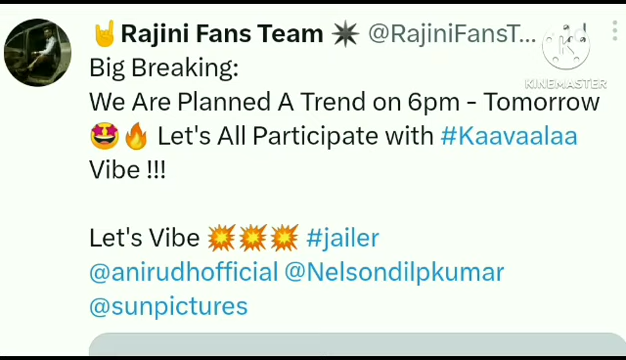 🤘Rajini Fans Team ✴ @RajiniFansT...
KINEMASTER
Big Breaking:
We Are Planned A Trend on 6pm - Tomorrow
🤩🔥 Let's All Participate with #Kaavaalaa
Vibe !!!
Let's Vibe 💥💥💥 #jailer
@anirudhofficial @Nelsondilpkumar
@sunpictures